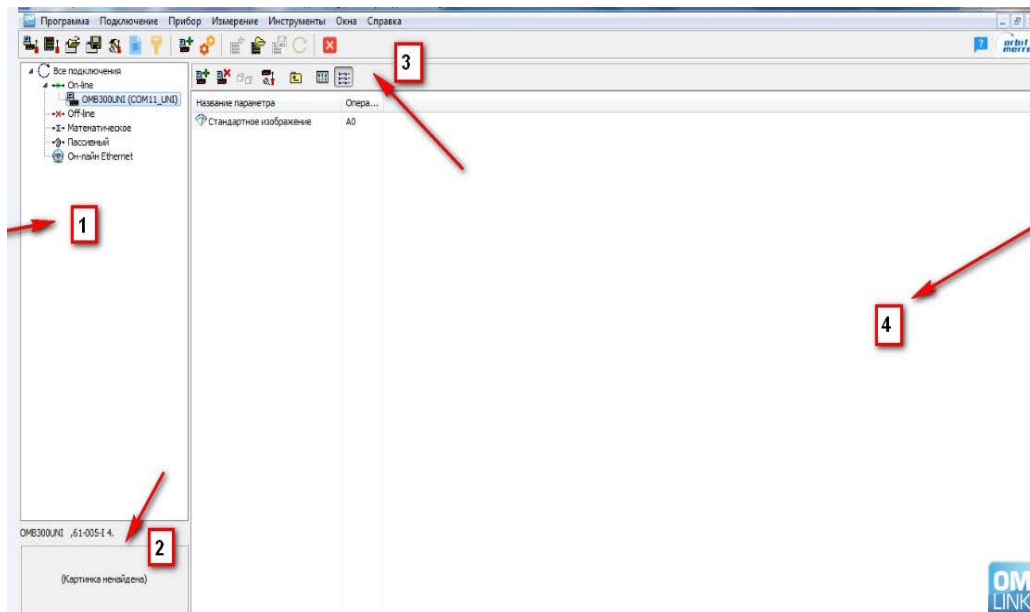 Программа Подключение Прибор Измерение Инструменты Окна Справка
orbit merret
3
Все подключения
On-line
OMB300UNI (COM11_UNI)
Off-line
Математическое
Пассивный
Он-лайн Ethernet
Название параметра Опера...
Стандартное изображение A0
1
4
OMB300UNI ,61-005-I 4.
2
(Картинка ненайдена)
OM
LINK